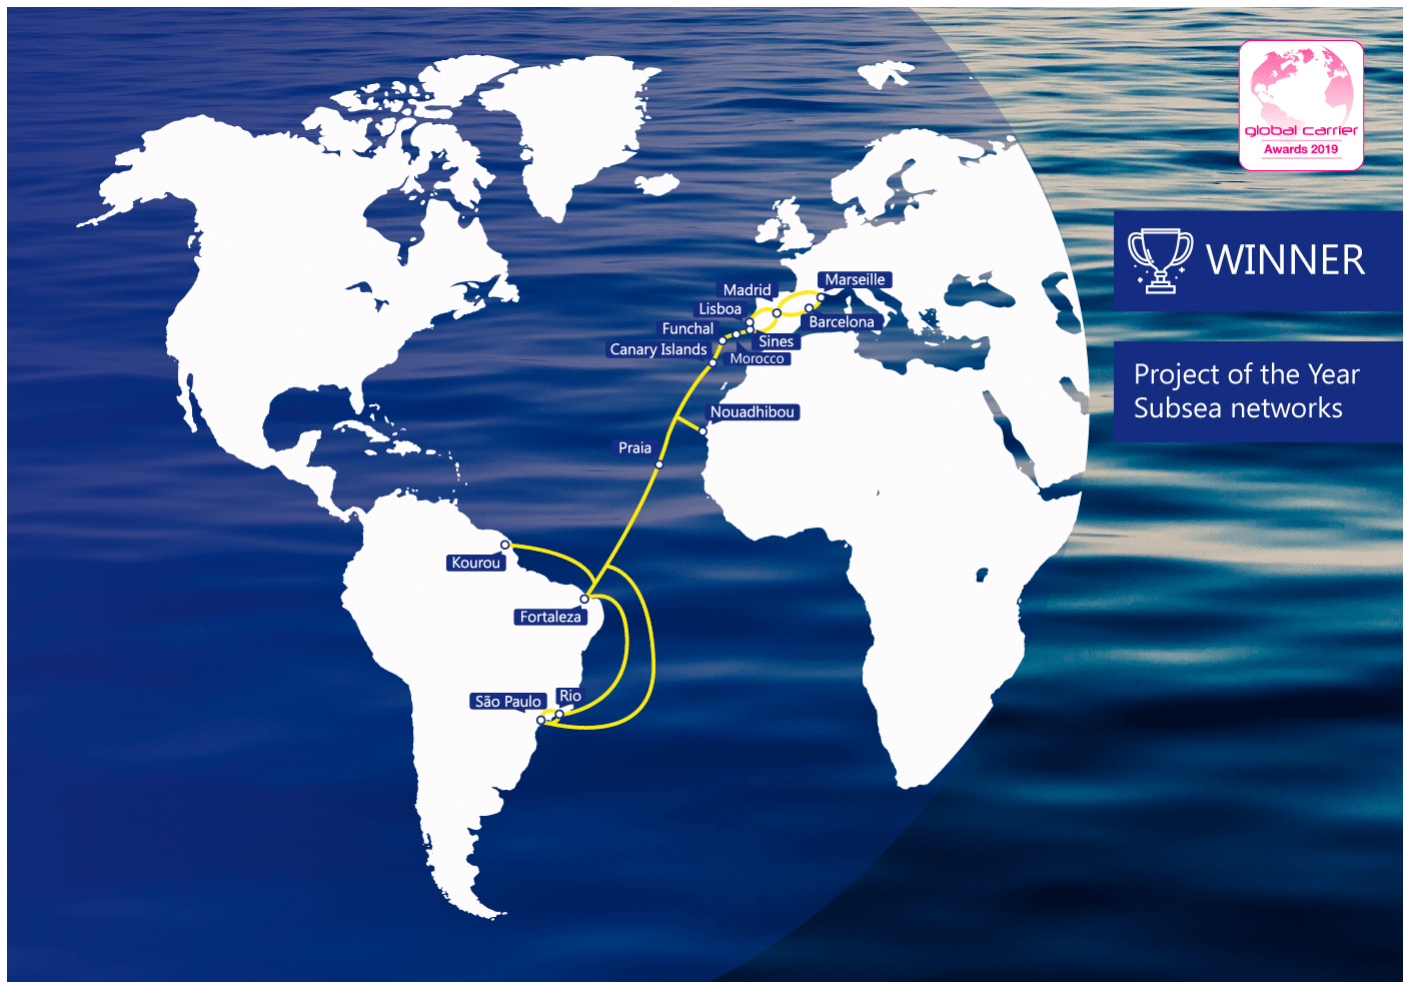 global carrier
Awards 2019
WINNER
Project of the Year
Subsea networks
Marseille
Madrid
Lisboa
Barcelona
Funchal
Sines
Canary Islands
Morocco
Nouadhibou
Praia
Kourou
Fortaleza
São Paulo
Rio